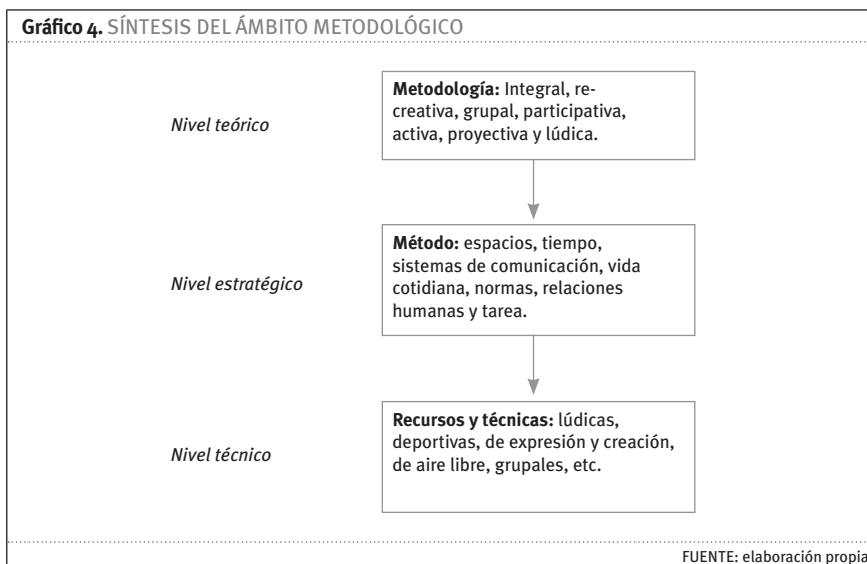 Gráfico 4. SÍNTESIS DEL ÁMBITO METODOLÓGICO
Nivel teórico
Metodología: Integral, re-
creativa, grupal, participativa,
activa, proyectiva y lúdica.
Nivel estratégico
Método: espacios, tiempo,
sistemas de comunicación, vida
cotidiana, normas, relaciones
humanas y tarea.
Nivel técnico
Recursos y técnicas: lúdicas,
deportivas, de expresión y creación,
de aire libre, grupales, etc.
FUENTE: elaboración propia